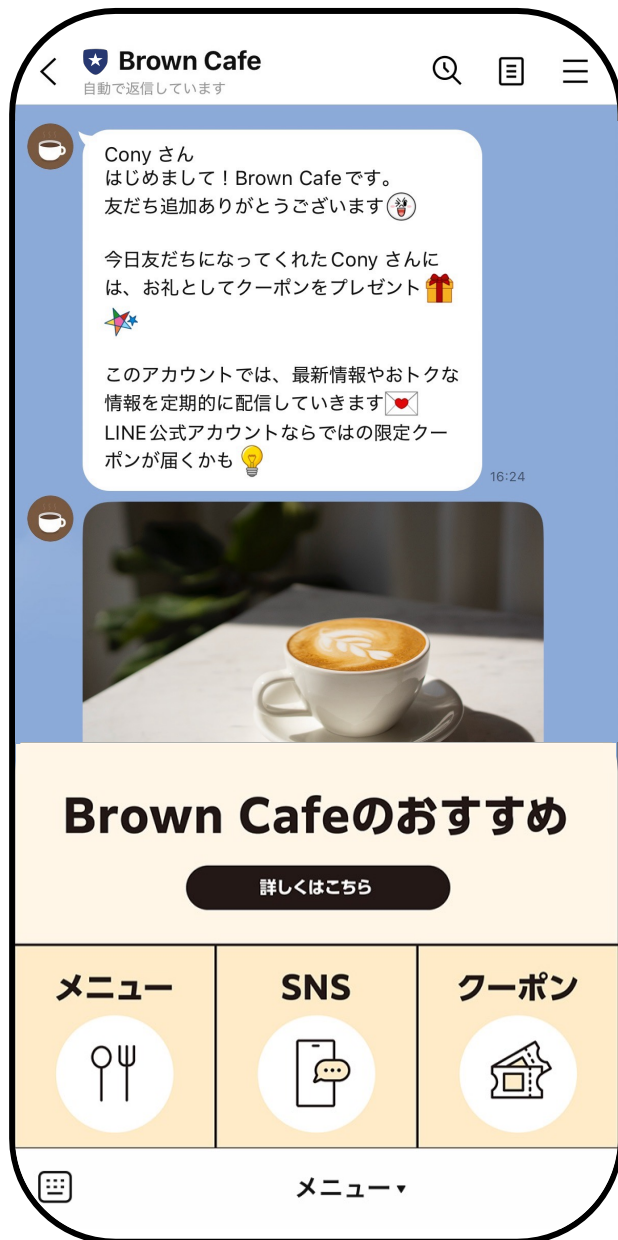 Brown Cafe
自動で返信しています
Cony さん
はじめまして！Brown Cafeです。
友だち追加ありがとうございます
今日友だちになってくれたCony さんに
は、お礼としてクーポンをプレゼント
このアカウントでは、最新情報やおトクな
情報を定期的に配信していきます
LINE公式アカウントならではの限定クー
ポンが届くかも
16:24
Brown Cafeのおすすめ
詳しくはこちら
メニュー
SNS
クーポン
メニュー▾